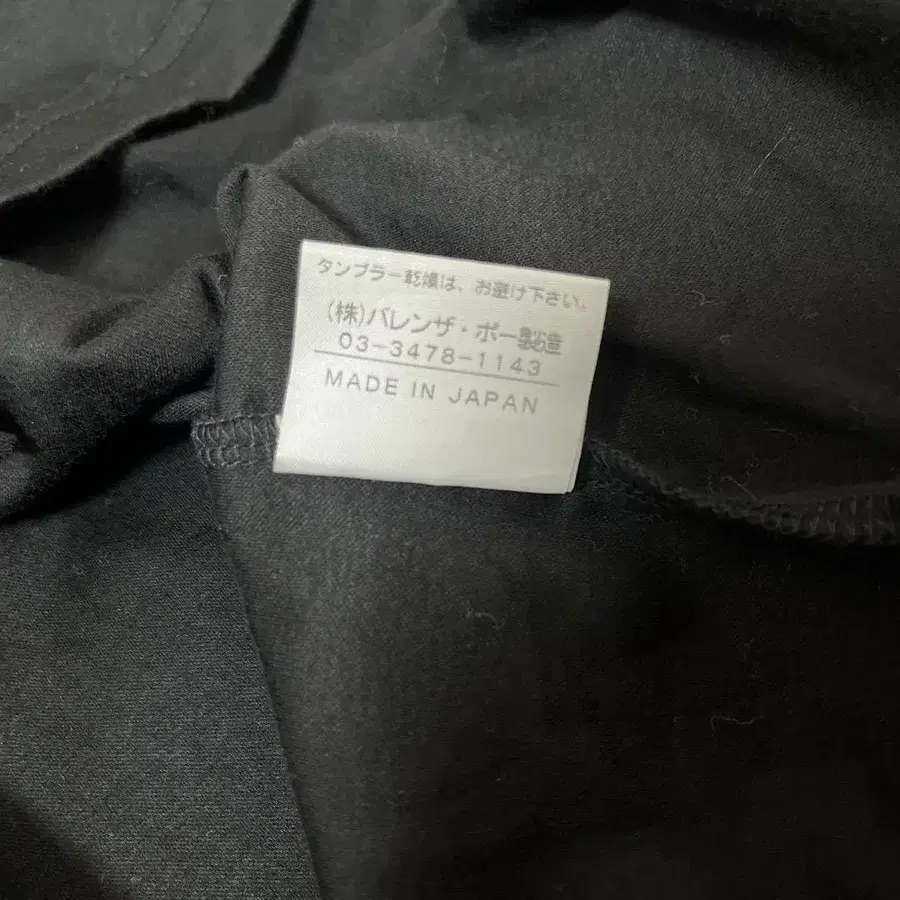 タンブラー乾燥は、お避け下さい。
(株)バレンザ・ポー製造
03-3478-1143
MADE IN JAPAN